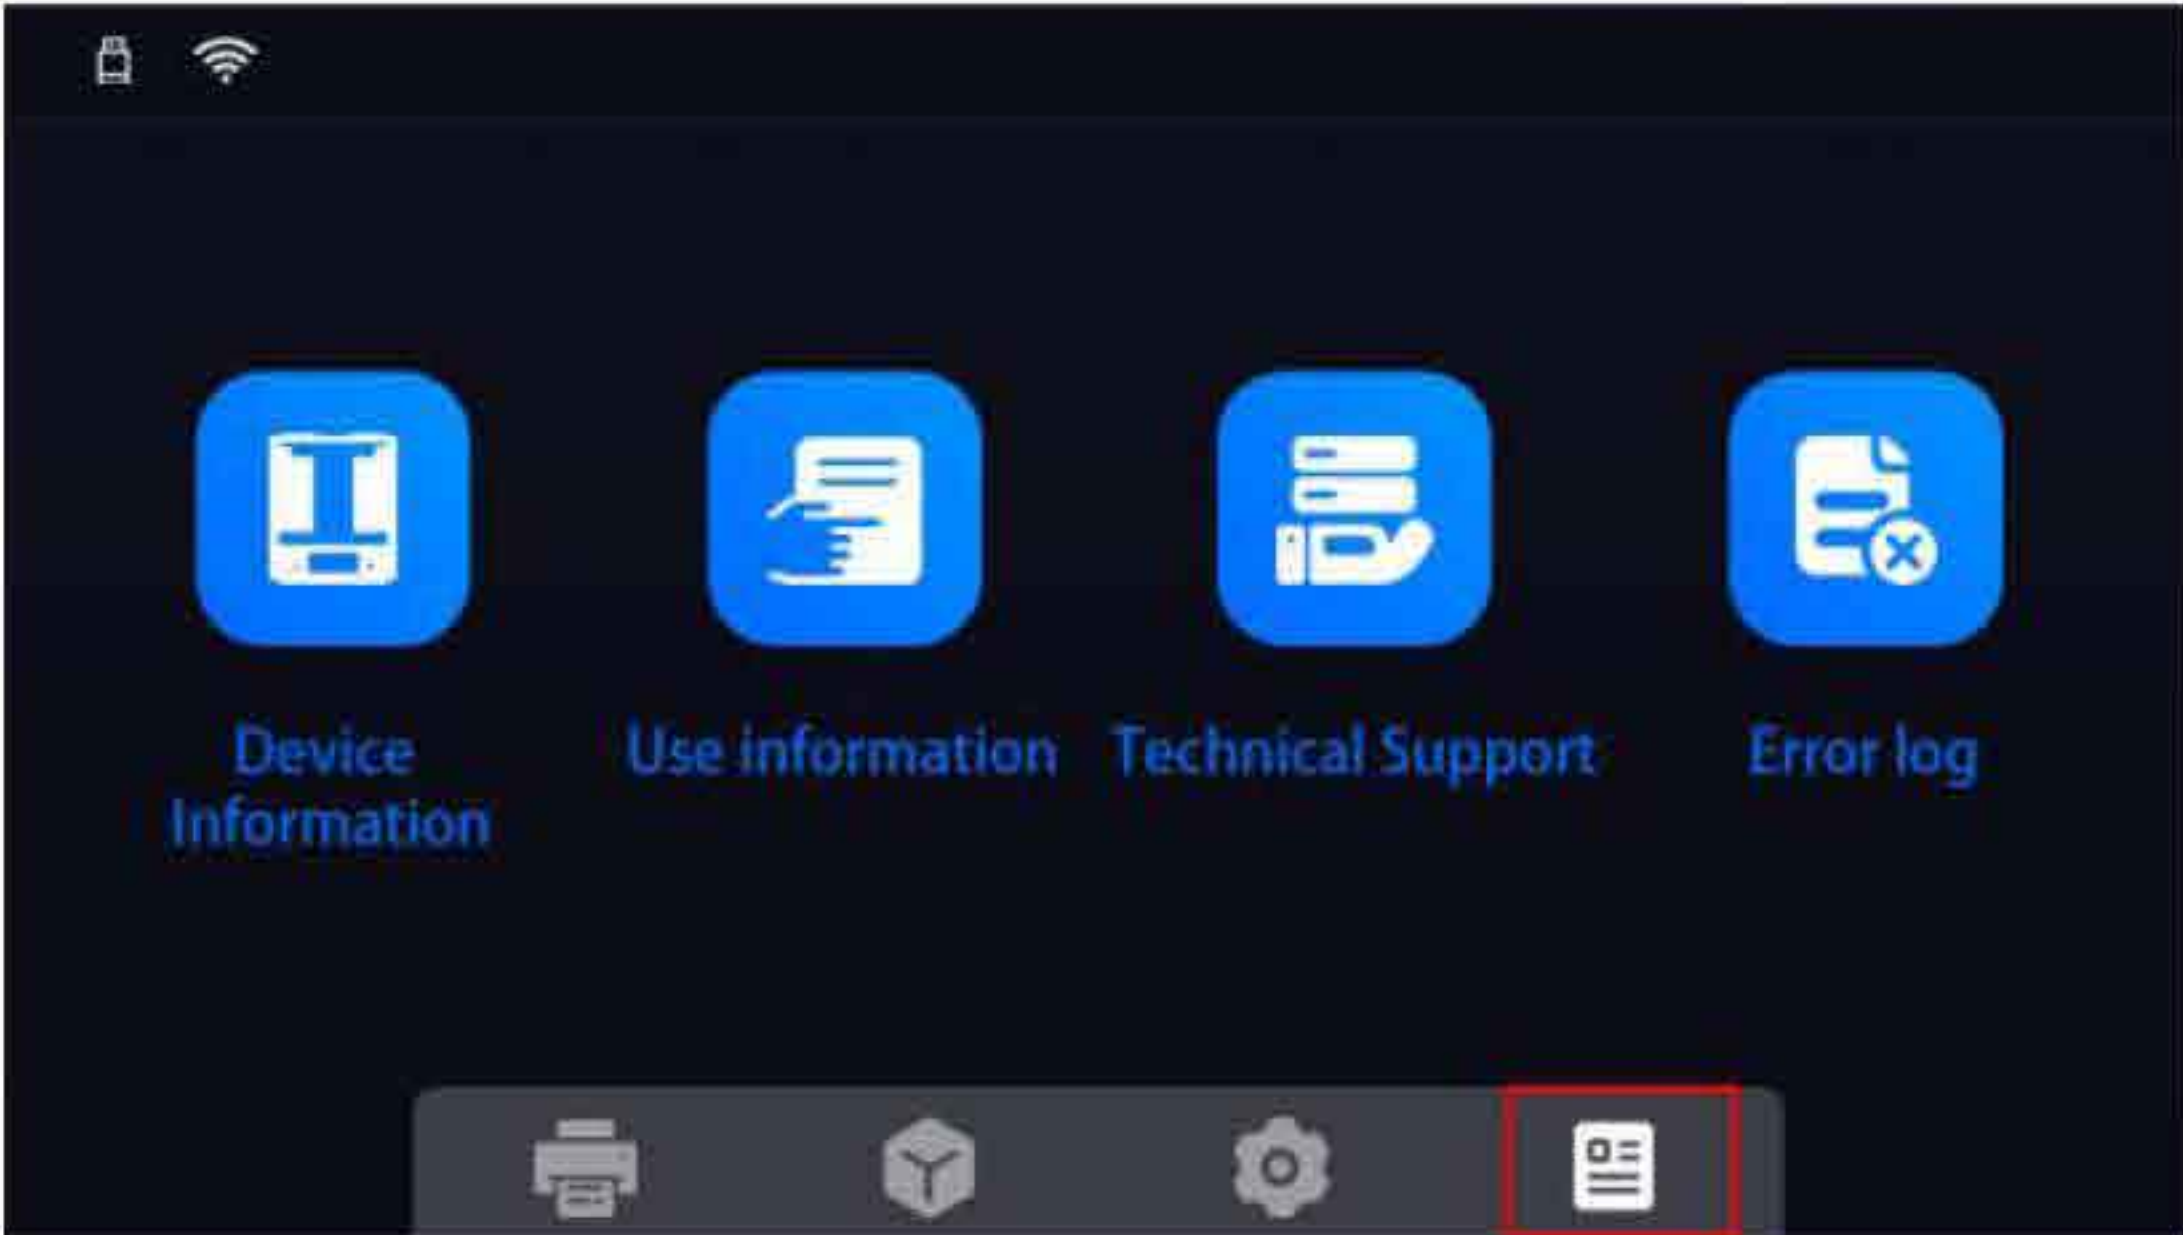 Device
Information
Use information
Technical Support
Error log